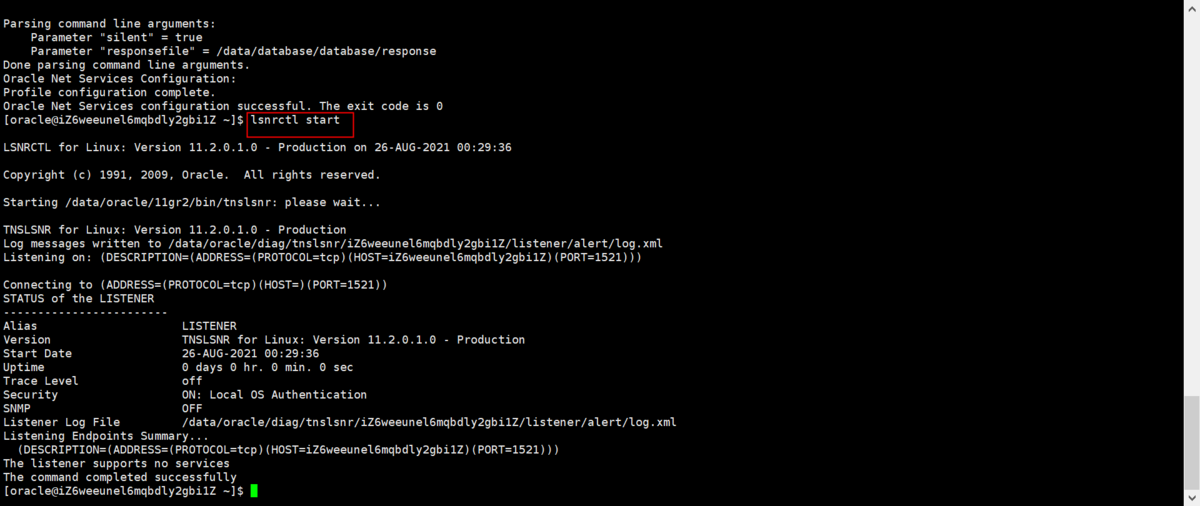 Parsing command line arguments:
    Parameter "silent" = true
    Parameter "responsefile" = /data/database/database/response
Done parsing command line arguments.
Oracle Net Services Configuration:
Profile configuration complete.
Oracle Net Services configuration successful. The exit code is 0
[oracle@iZ6weeunel6mqbdly2gbi1Z ~]$ lsnrctl start
LSNRCTL for Linux: Version 11.2.0.1.0 - Production on 26-AUG-2021 00:29:36
Copyright (c) 1991, 2009, Oracle.  All rights reserved.
Starting /data/oracle/11gr2/bin/tnslsnr: please wait...
TNSLSNR for Linux: Version 11.2.0.1.0 - Production
Log messages written to /data/oracle/diag/tnslsnr/iZ6weeunel6mqbdly2gbi1Z/listener/alert/log.xml
Listening on: (DESCRIPTION=(ADDRESS=(PROTOCOL=tcp)(HOST=iZ6weeunel6mqbdly2gbi1Z)(PORT=1521)))
Connecting to (ADDRESS=(PROTOCOL=tcp)(HOST=)(PORT=1521))
STATUS of the LISTENER
------------------------
Alias                     LISTENER
Version                   TNSLSNR for Linux: Version 11.2.0.1.0 - Production
Start Date                26-AUG-2021 00:29:36
Uptime                    0 days 0 hr. 0 min. 0 sec
Trace Level               off
Security                  ON: Local OS Authentication
SNMP                      OFF
Listener Log File         /data/oracle/diag/tnslsnr/iZ6weeunel6mqbdly2gbi1Z/listener/alert/log.xml
Listening Endpoints Summary...
  (DESCRIPTION=(ADDRESS=(PROTOCOL=tcp)(HOST=iZ6weeunel6mqbdly2gbi1Z)(PORT=1521)))
The listener supports no services
The command completed successfully
[oracle@iZ6weeunel6mqbdly2gbi1Z ~]$